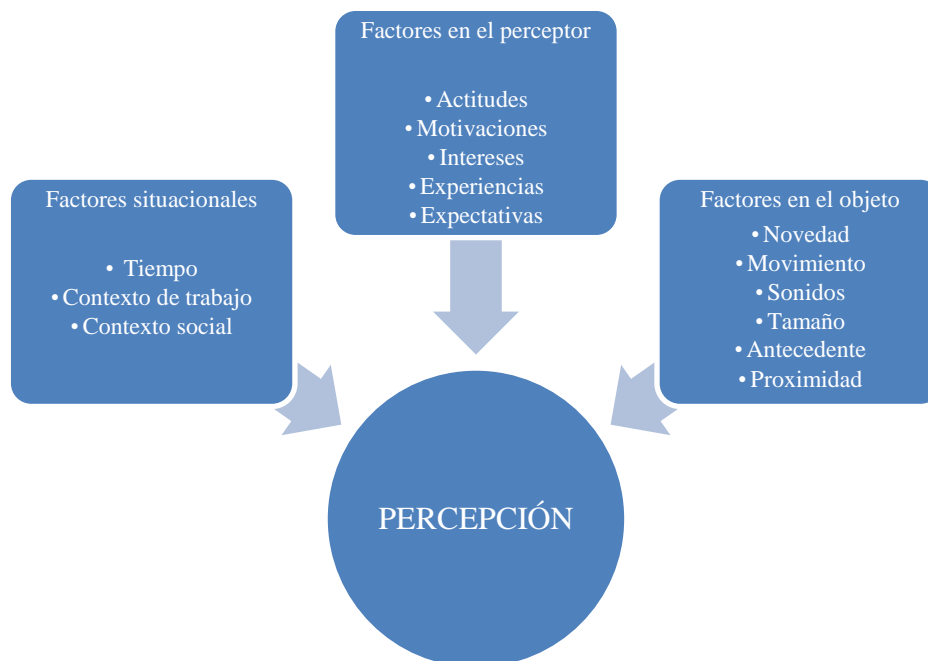 Factores en el perceptor
• Actitudes
• Motivaciones
• Intereses
• Experiencias
• Expectativas
Factores situacionales
• Tiempo
• Contexto de trabajo
• Contexto social
Factores en el objeto
• Novedad
• Movimiento
• Sonidos
• Tamaño
• Antecedente
• Proximidad
PERCEPCIÓN